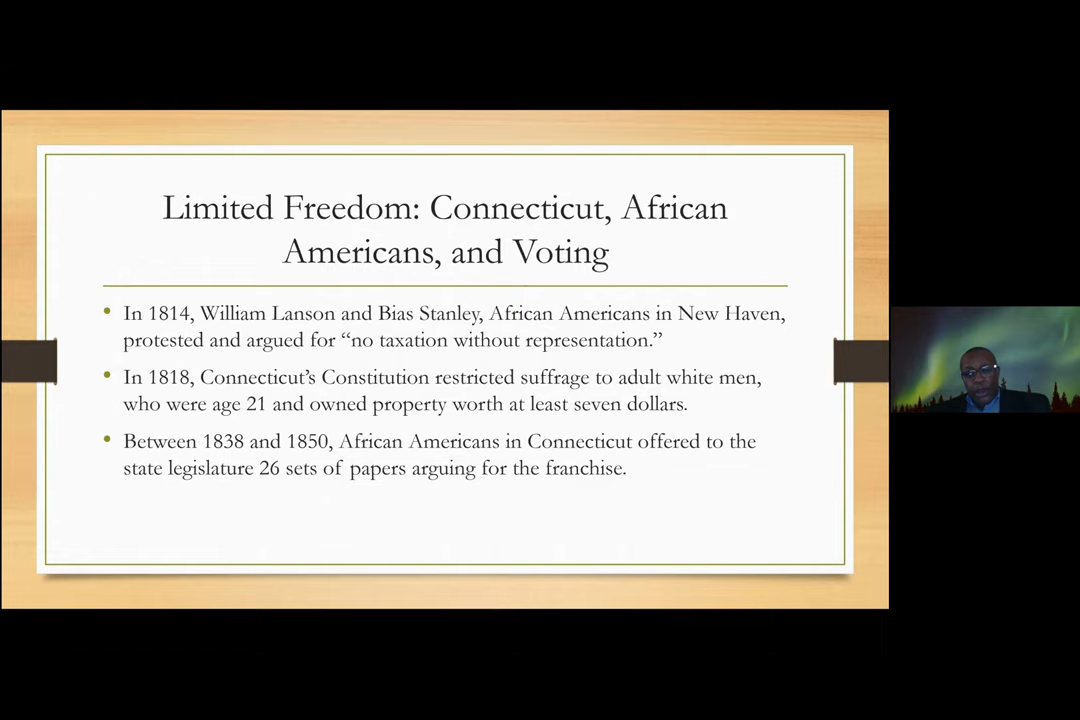 Limited Freedom: Connecticut, African
Americans, and Voting
• In 1814, William Lanson and Bias Stanley, African Americans in New Haven,
protested and argued for “no taxation without representation.”
• In 1818, Connecticut’s Constitution restricted suffrage to adult white men,
who were age 21 and owned property worth at least seven dollars.
• Between 1838 and 1850, African Americans in Connecticut offered to the
state legislature 26 sets of papers arguing for the franchise.